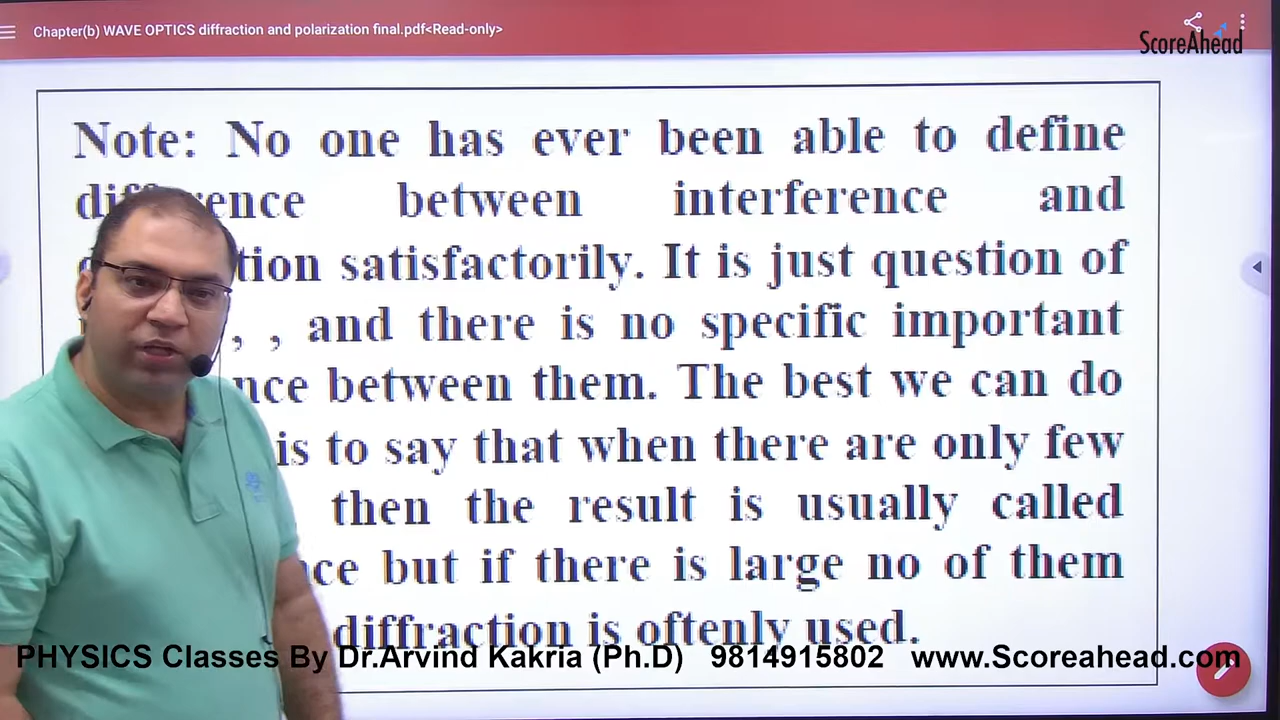 Chapter(b) WAVE OPTICS diffraction and polarization final.pdf<Read-only>
ScoreAhead
Note: No one has ever been able to define
difference between interference and
tion satisfactorily. It is just question of
, , and there is no specific important
nce between them. The best we can do
is to say that when there are only few
then the result is usually called
nce but if there is large no of them
diffraction is oftenly used.
PHYSICS Classes By Dr.Arvind Kakria (Ph.D) 9814915802 www.Scoreahead.com